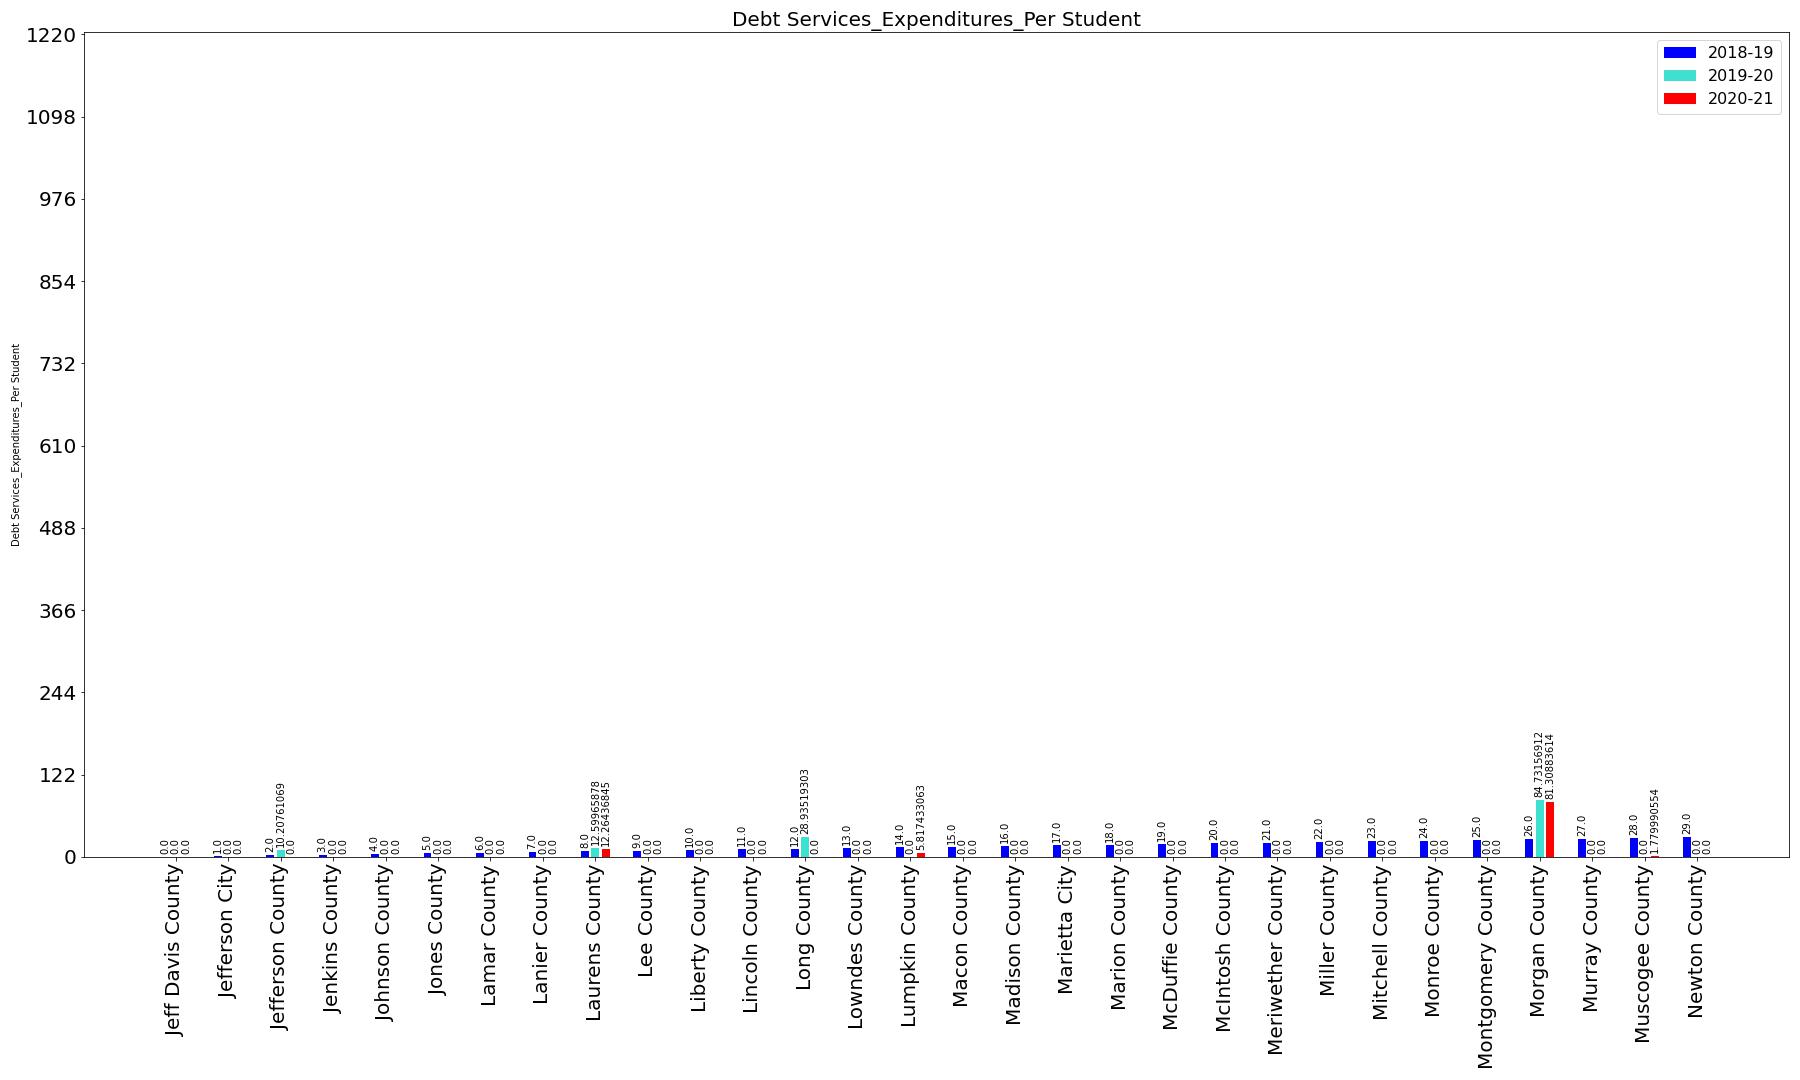 Debt Services_Expenditures_Per Student
2018-19
2019-20
2020-21
Debt Services_Expenditures_Per Student
1220
1098
976
854
732
610
488
366
244
122
0
0.0 0.0 0.0
1.0 0.0 0.0
2.0 10.20761069 0.0
3.0 0.0 0.0
4.0 0.0 0.0
5.0 0.0 0.0
6.0 0.0 0.0
7.0 0.0 0.0
8.0 12.59965878 12.26436845
9.0 0.0 0.0
10.0 0.0 0.0
11.0 0.0 0.0
12.0 28.93519303 0.0
13.0 0.0 0.0
14.0 0.0 5.817433063
15.0 0.0 0.0
16.0 0.0 0.0
17.0 0.0 0.0
18.0 0.0 0.0
19.0 0.0 0.0
20.0 0.0 0.0
21.0 0.0 0.0
22.0 0.0 0.0
23.0 0.0 0.0
24.0 0.0 0.0
25.0 0.0 0.0
26.0 84.73156912 81.30883614
27.0 0.0 0.0
28.0 0.0 1.779990554
29.0 0.0 0.0
Jeff Davis County
Jefferson City
Jefferson County
Jenkins County
Johnson County
Jones County
Lamar County
Lanier County
Laurens County
Lee County
Liberty County
Lincoln County
Long County
Lowndes County
Lumpkin County
Macon County
Madison County
Marietta City
Marion County
McDuffie County
McIntosh County
Meriwether County
Miller County
Mitchell County
Monroe County
Montgomery County
Morgan County
Murray County
Muscogee County
Newton County